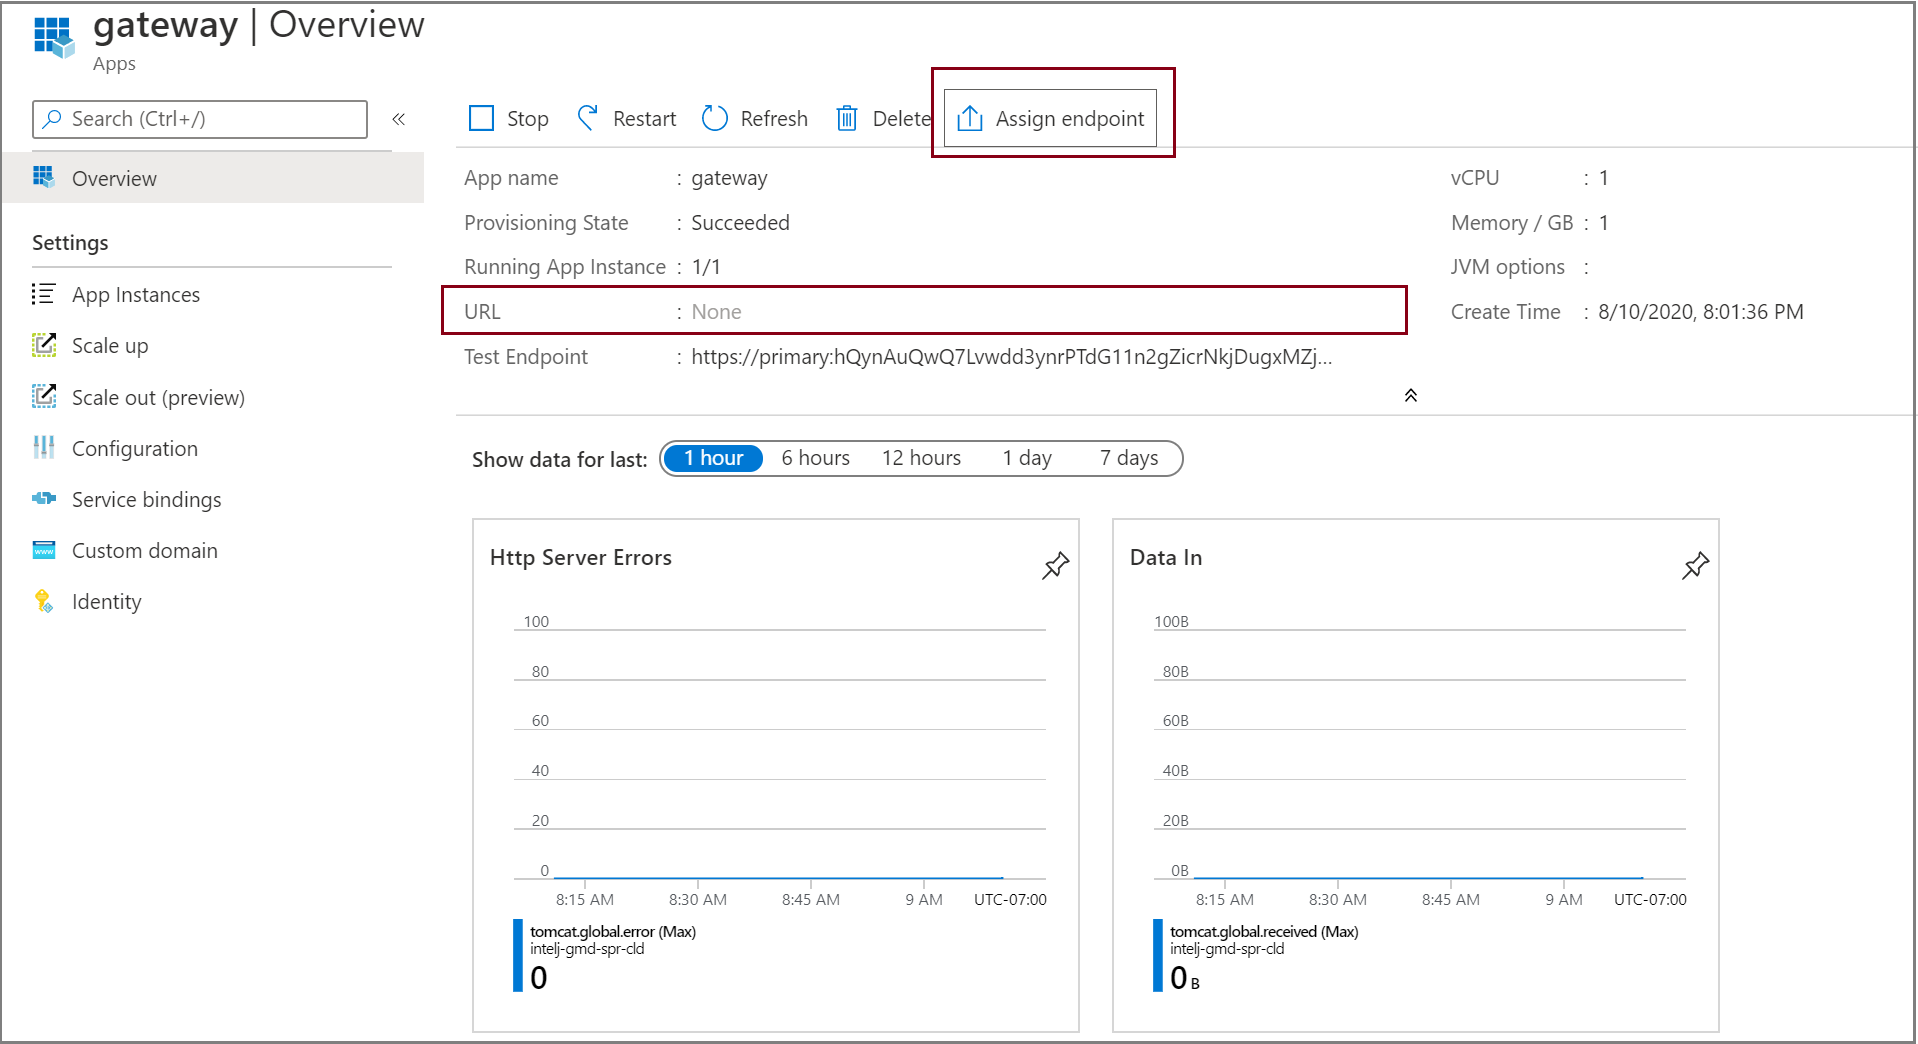 gateway | Overview
Apps
Search (Ctrl+/)
«
Stop
Restart
Refresh
Delete
Assign endpoint
Overview
Settings
App Instances
Scale up
Scale out (preview)
Configuration
Service bindings
www
Custom domain
Identity
App name : gateway
Provisioning State : Succeeded
Running App Instance : 1/1
URL : None
Test Endpoint : https://primary:hQynAuQwQ7Lvwdd3ynrPTdG11n2gZicrNkjDugxMZj...
vCPU : 1
Memory / GB : 1
JVM options :
Create Time : 8/10/2020, 8:01:36 PM
Show data for last: 1 hour 6 hours 12 hours 1 day 7 days
Http Server Errors
100
80
60
40
20
0
8:15 AM 8:30 AM 8:45 AM 9 AM UTC-07:00
tomcat.global.error (Max)
intelj-gmd-spr-cld
0
Data In
100B
80B
60B
40B
20B
0B
8:15 AM 8:30 AM 8:45 AM 9 AM UTC-07:00
tomcat.global.received (Max)
intelj-gmd-spr-cld
0 B